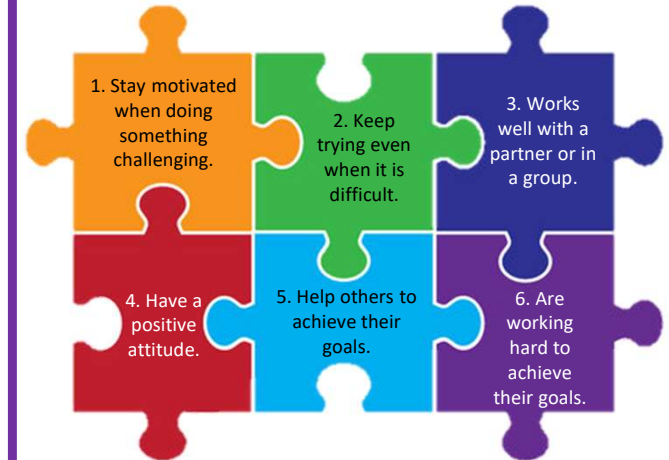 1. Stay motivated
when doing
something
challenging.
2. Keep
trying even
when it is
difficult.
3. Works
well with a
partner or in
a group.
4. Have a
positive
attitude.
5. Help others to
achieve their
goals.
6. Are
working
hard to
achieve
their goals.